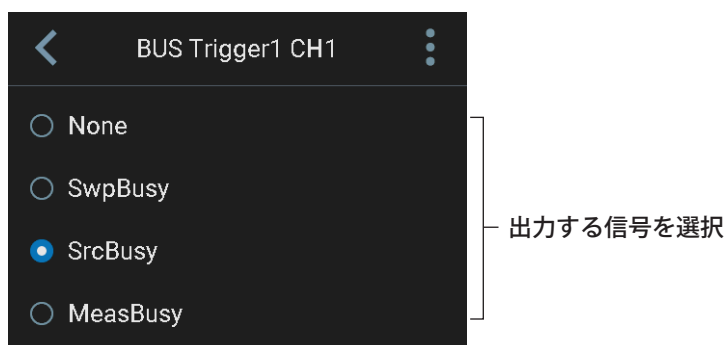 BUS Trigger1 CH1
None
SwpBusy
SrcBusy
MeasBusy
出力する信号を選択